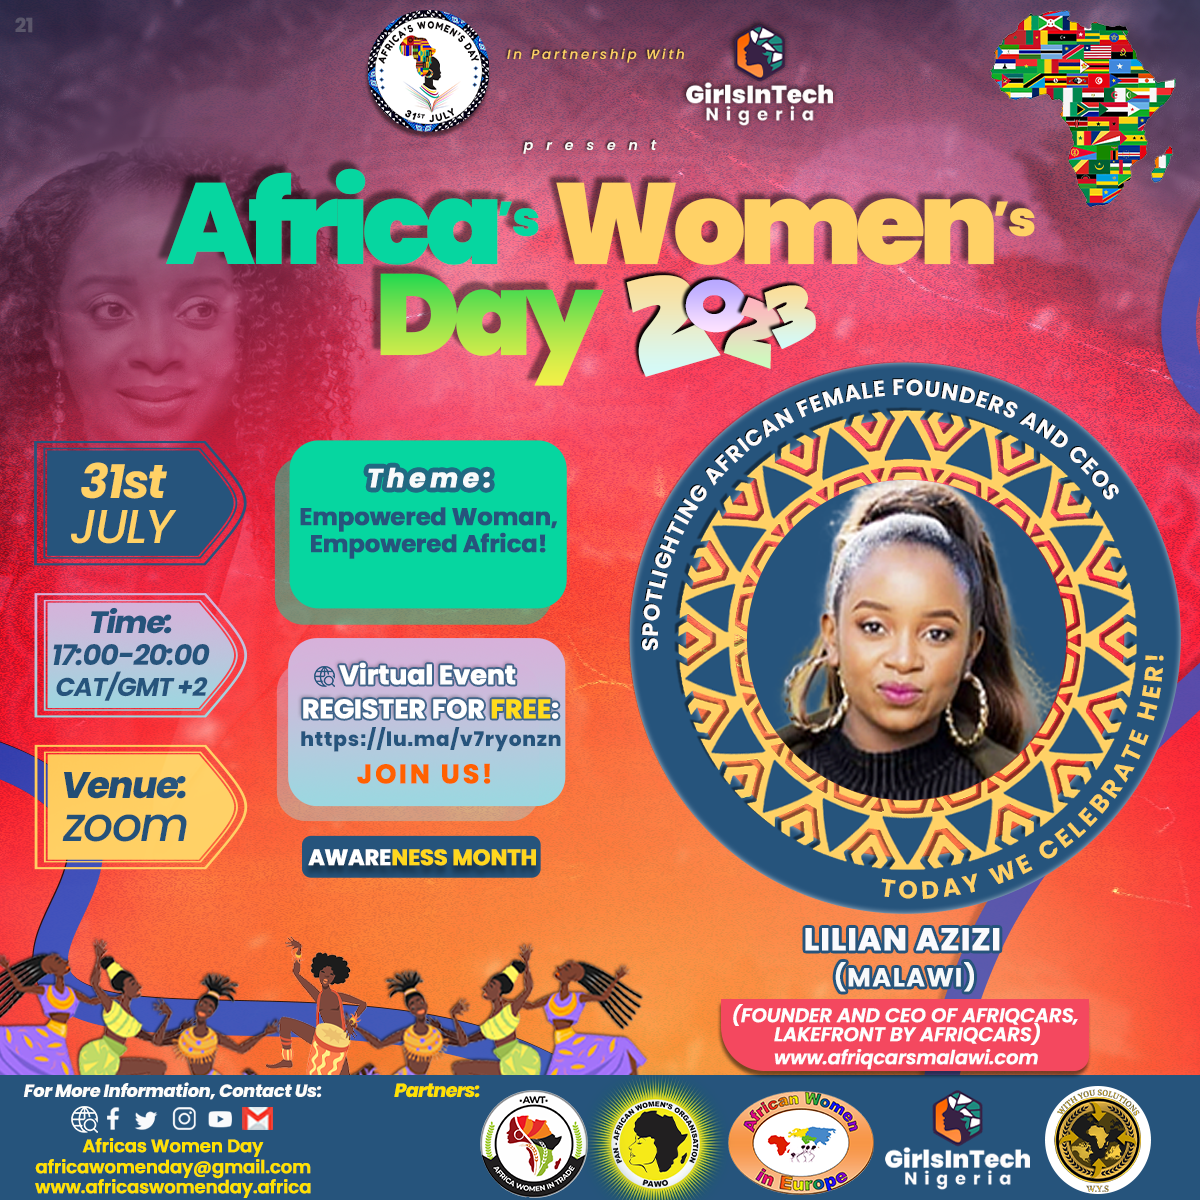 21
AFRICA'S WOMEN'S DAY
31ST JULY
In Partnership With
GirlsInTech
Nigeria
present
Africa's Women's
Day 2023
31st
JULY
Time:
17:00-20:00
CAT/GMT +2
Venue:
zoom
Theme:
Empowered Woman,
Empowered Africa!
Virtual Event
REGISTER FOR FREE:
https://lu.ma/v7ryonzn
JOIN US!
AWARENESS MONTH
SPOTLIGHTING AFRICAN FEMALE FOUNDERS AND CEOS
TODAY WE CELEBRATE HER!
LILIAN AZIZI
(MALAWI)
(FOUNDER AND CEO OF AFRIQCARS,
LAKEFRONT BY AFRIQCARS)
www.afriqcarsmalawi.com
For More Information, Contact Us:
Africas Women Day
africawomenday@gmail.com
www.africaswomenday.africa
Partners:
·AWT·
AFRICA WOMEN IN TRADE
PAN - AFRICAN WOMEN'S ORGANISATION
PAWO
African Women
in Europe
GirlsInTech
Nigeria
WITH YOU SOLUTIONS
W.Y.S